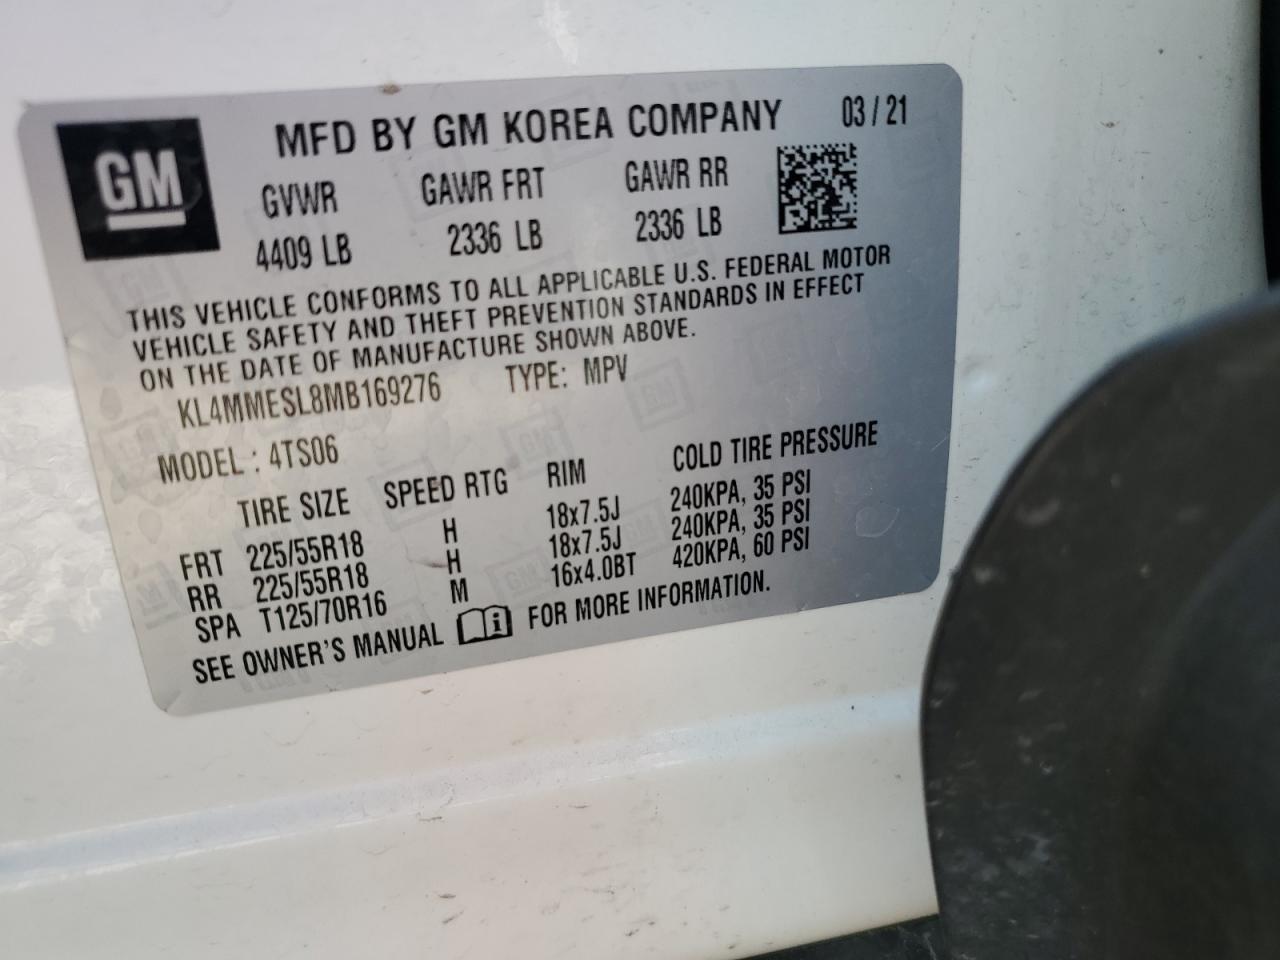 GM
MFD BY GM KOREA COMPANY 03 / 21
GVWR GAWR FRT GAWR RR
4409 LB 2336 LB 2336 LB
THIS VEHICLE CONFORMS TO ALL APPLICABLE U.S. FEDERAL MOTOR
VEHICLE SAFETY AND THEFT PREVENTION STANDARDS IN EFFECT
ON THE DATE OF MANUFACTURE SHOWN ABOVE.
KL4MMESL8MB169276 TYPE: MPV
MODEL : 4TS06
TIRE SIZE SPEED RTG RIM COLD TIRE PRESSURE
FRT 225/55R18 H 18x7.5J 240KPA, 35 PSI
RR 225/55R18 H 18x7.5J 240KPA, 35 PSI
SPA T125/70R16 M 16x4.0BT 420KPA, 60 PSI
SEE OWNER'S MANUAL i FOR MORE INFORMATION.